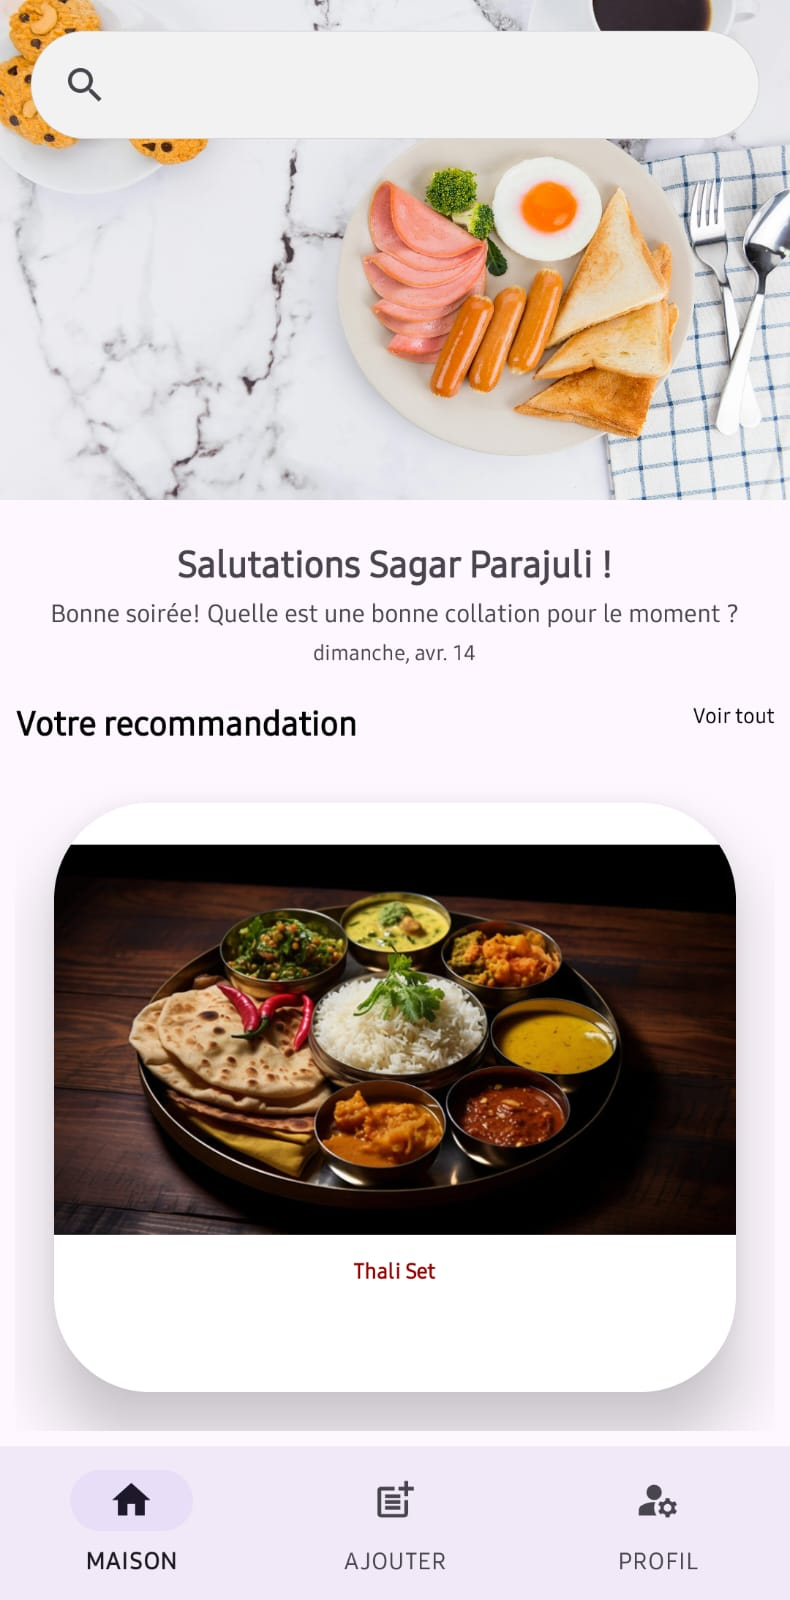 Salutations Sagar Parajuli !
Bonne soirée! Quelle est une bonne collation pour le moment ?
dimanche, avr. 14
Votre recommandation
Voir tout
Thali Set
MAISON
AJOUTER
PROFIL